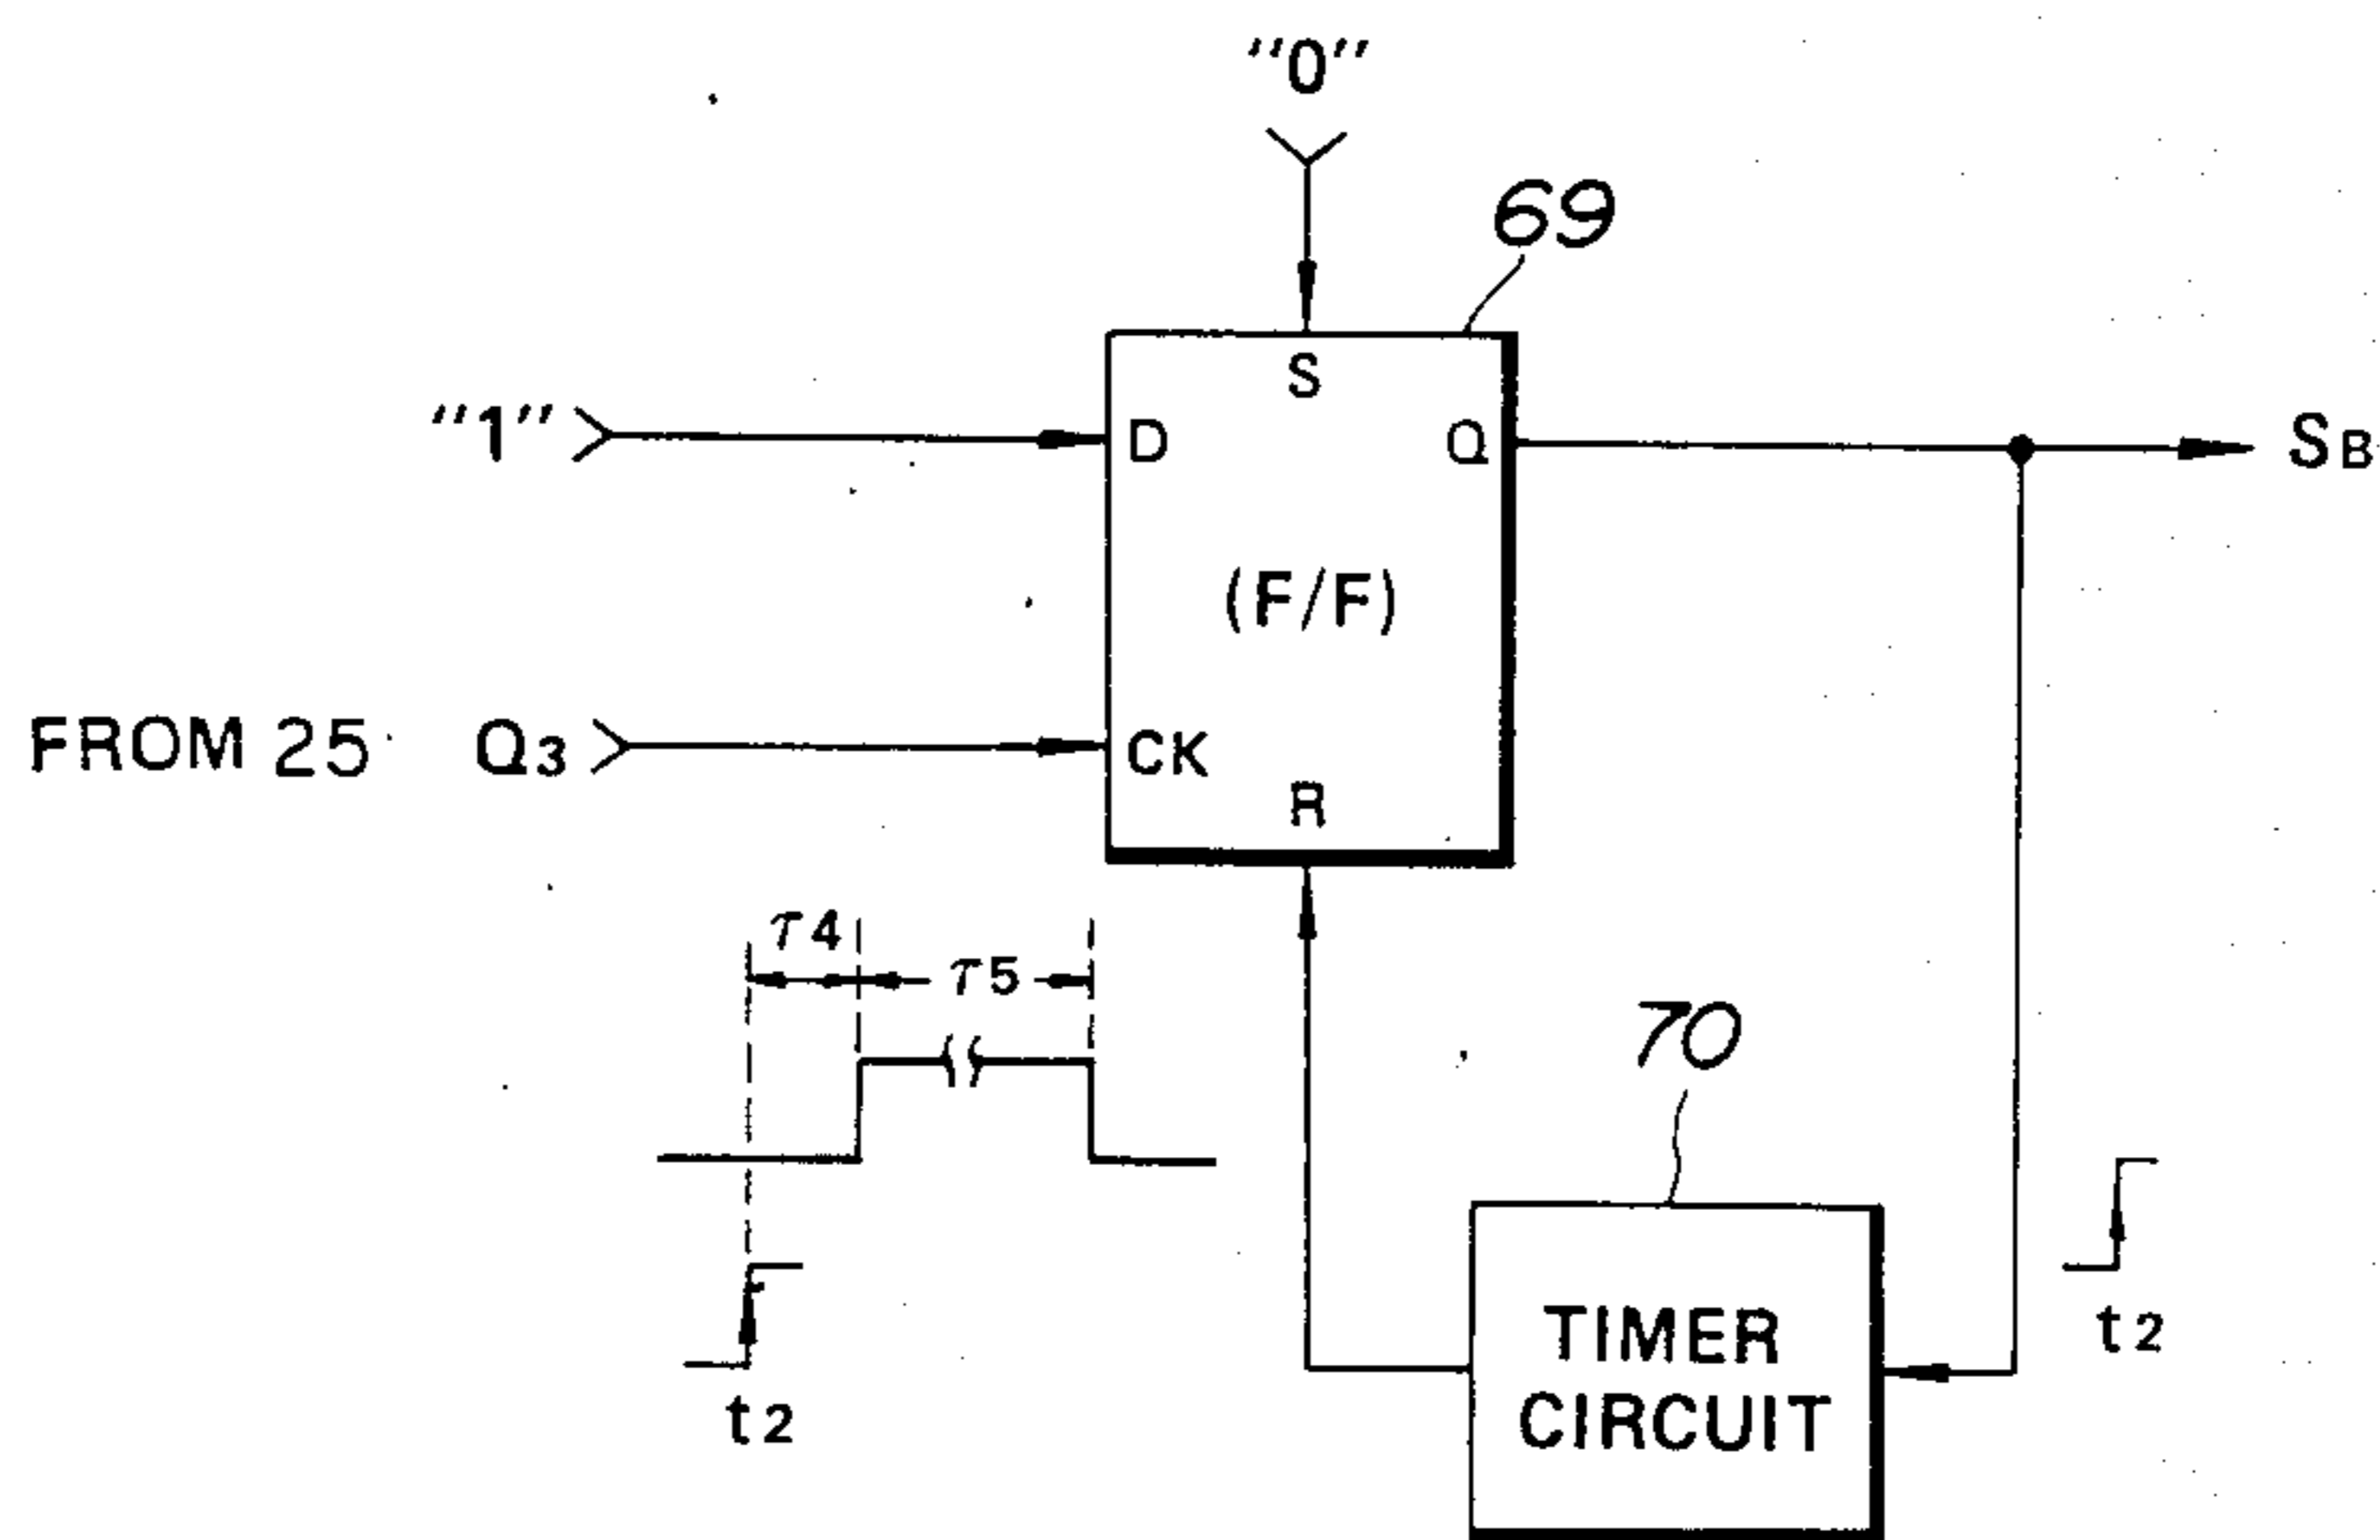 "0"
69
S
"1"
D
Q
SB
(F/F)
FROM 25 Q3
CK
R
τ4
τ5
70
t2
TIMER
CIRCUIT
t2